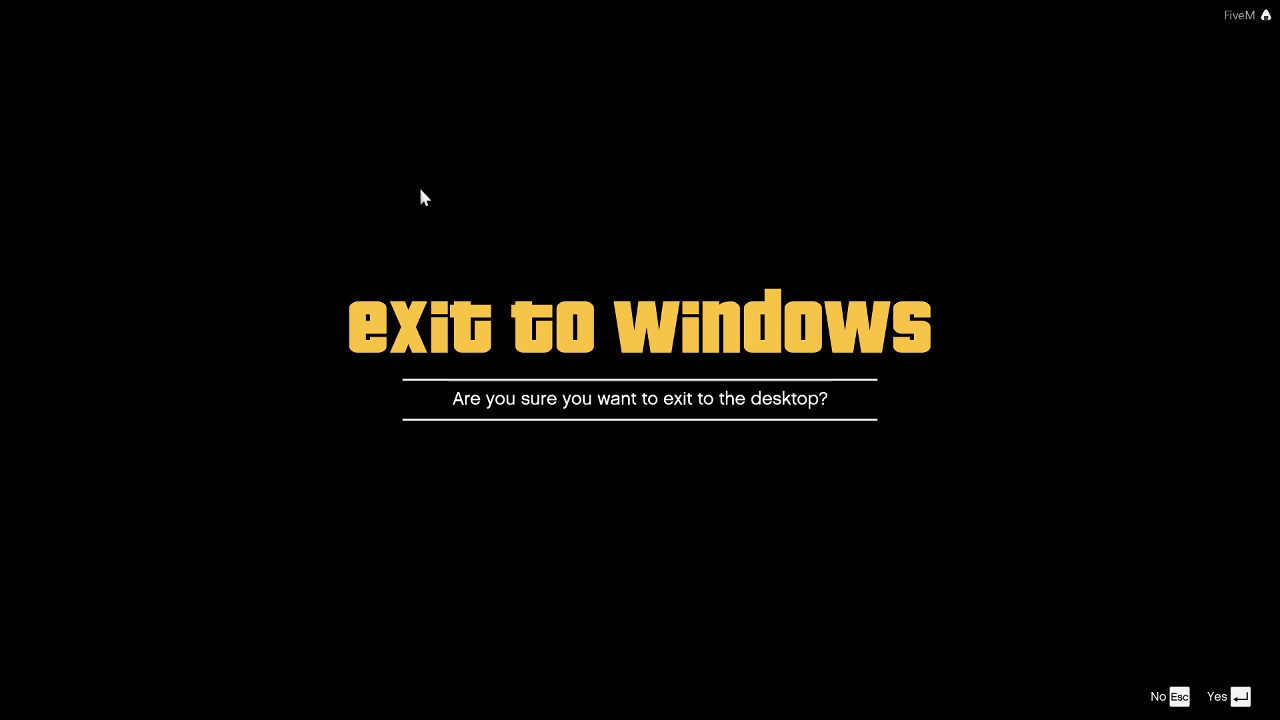 FiveM
exit to windows
Are you sure you want to exit to the desktop?
No Esc Yes